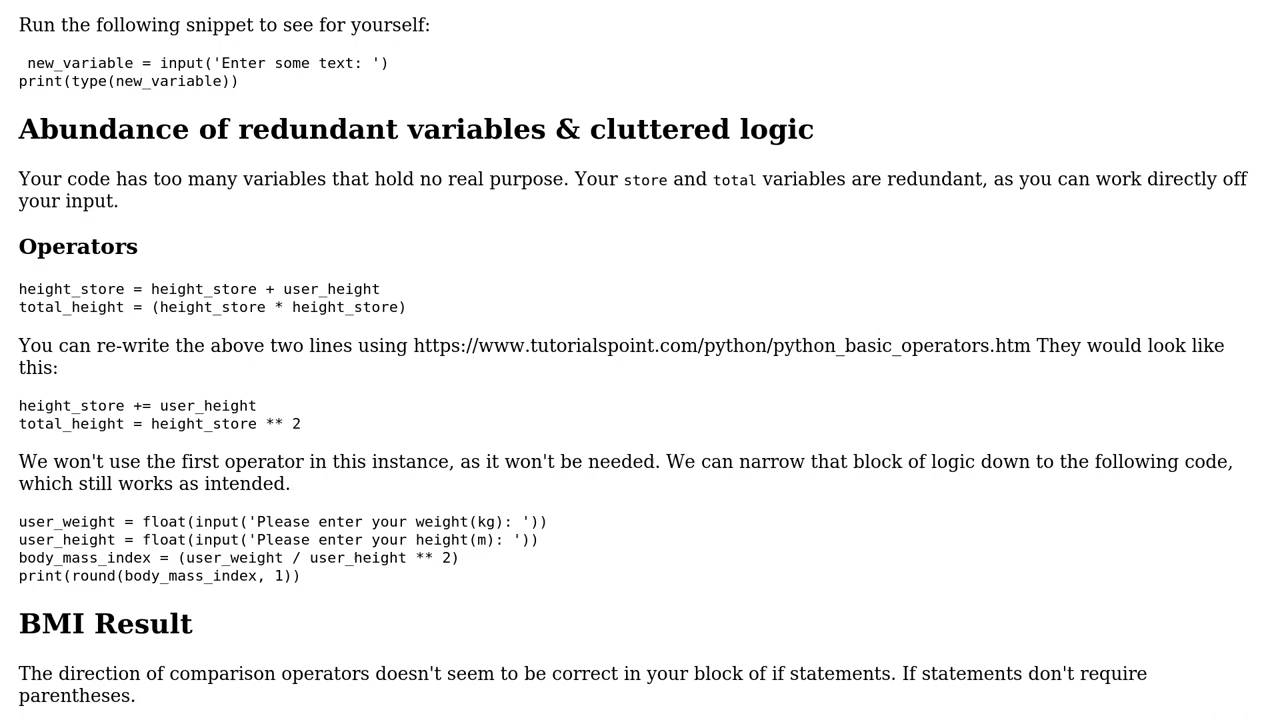 Run the following snippet to see for yourself:
new_variable = input('Enter some text: ')
print(type(new_variable))
Abundance of redundant variables & cluttered logic
Your code has too many variables that hold no real purpose. Your store and total variables are redundant, as you can work directly off
your input.
Operators
height_store = height_store + user_height
total_height = (height_store * height_store)
You can re-write the above two lines using https://www.tutorialspoint.com/python/python_basic_operators.htm They would look like
this:
height_store += user_height
total_height = height_store ** 2
We won't use the first operator in this instance, as it won't be needed. We can narrow that block of logic down to the following code,
which still works as intended.
user_weight = float(input('Please enter your weight(kg): '))
user_height = float(input('Please enter your height(m): '))
body_mass_index = (user_weight / user_height ** 2)
print(round(body_mass_index, 1))
BMI Result
The direction of comparison operators doesn't seem to be correct in your block of if statements. If statements don't require
parentheses.